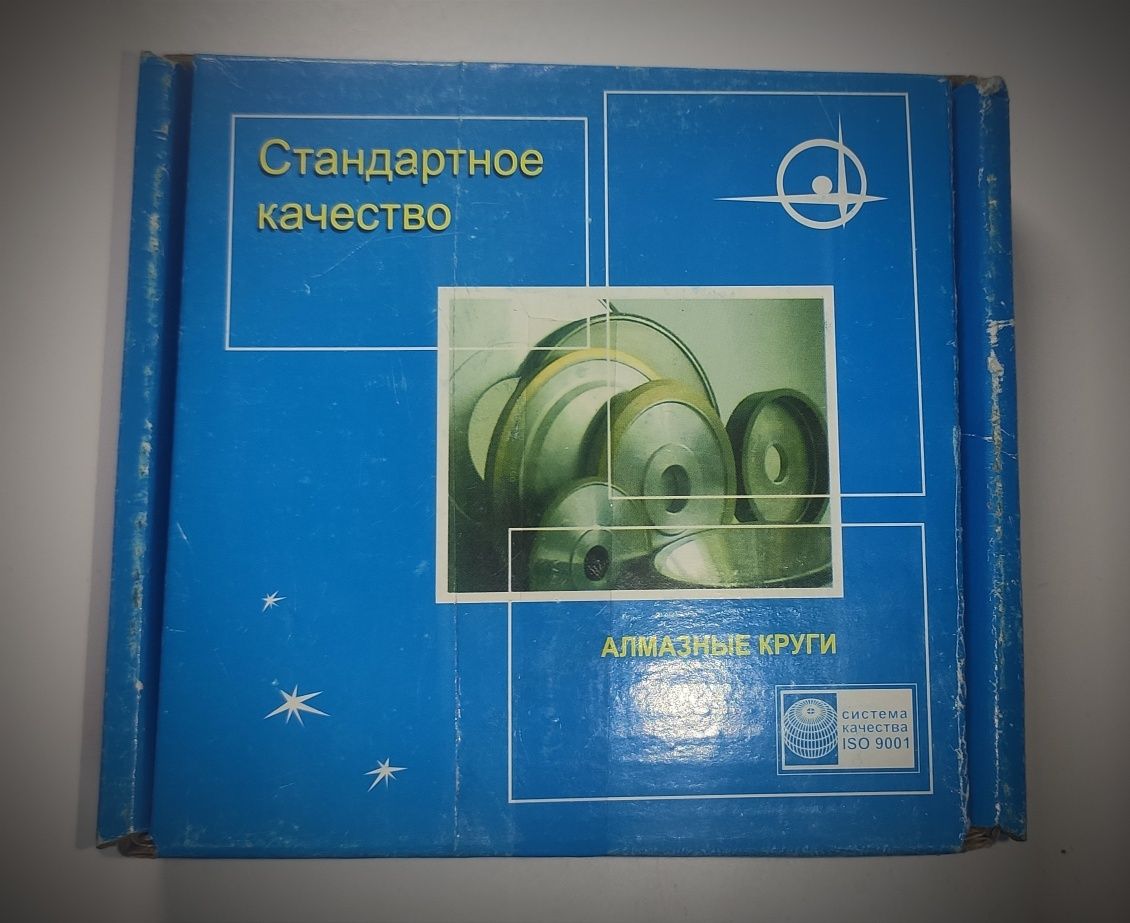 Стандартное
качество
АЛМАЗНЫЕ КРУГИ
система
качества
ISO 9001